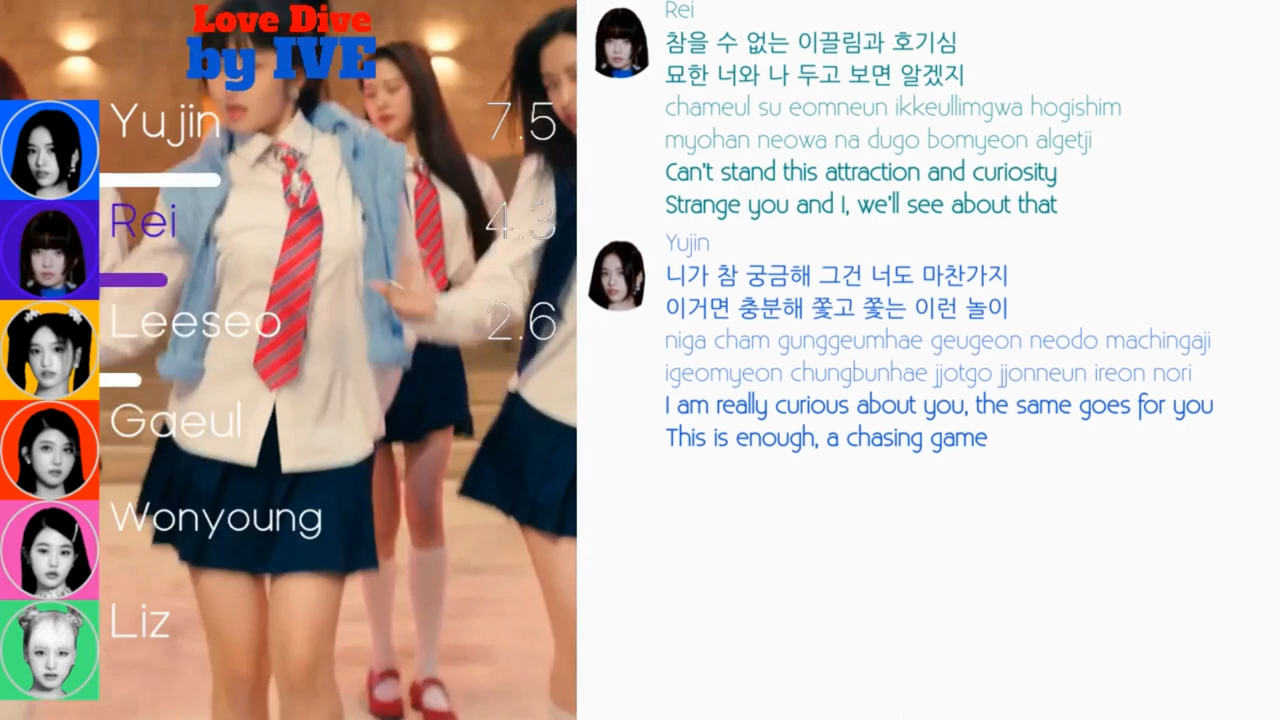 Love Dive
by IVE
Yujin
7.5
Rei
4.3
Leeseo
2.6
Gaeul
Wonyoung
Liz
Rei
참을 수 없는 이끌림과 호기심
묘한 너와 나 두고 보면 알겠지
chameul su eomneun ikkeullimgwa hogishim
myohan neowa na dugo bomyeon algetji
Can't stand this attraction and curiosity
Strange you and I, we'll see about that
Yujin
니가 참 궁금해 그건 너도 마찬가지
이거면 충분해 쫓고 쫓는 이런 놀이
niga cham gunggeumhae geugeon neodo machingaji
igeomyeon chungbunhae jjotgo jjonneun ireon nori
I am really curious about you, the same goes for you
This is enough, a chasing game